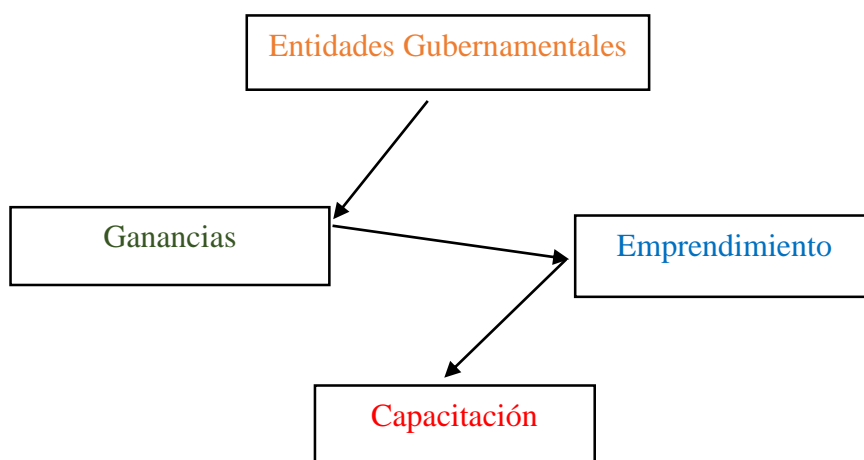 Entidades Gubernamentales
Ganancias
Emprendimiento
Capacitación